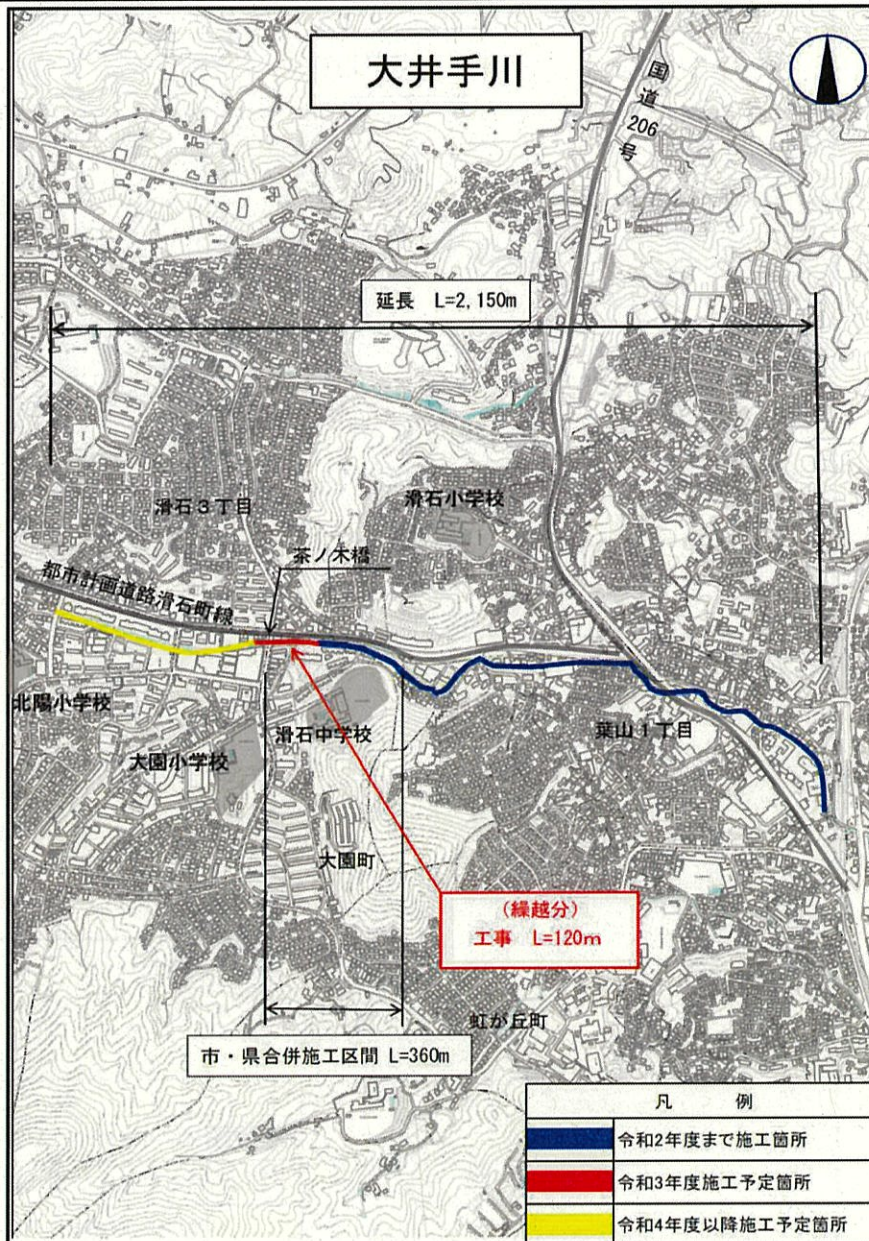 大井手川
国道206号
延長 L=2,150m
滑石3丁目
滑石小学校
茶ノ木橋
都市計画道路滑石町線
北陽小学校
滑石中学校
葉山1丁目
大園小学校
大園町
(繰越分)
工事 L=120m
虹が丘町
市・県合併施工区間 L=360m
凡 例
令和2年度まで施工箇所
令和3年度施工予定箇所
令和4年度以降施工予定箇所